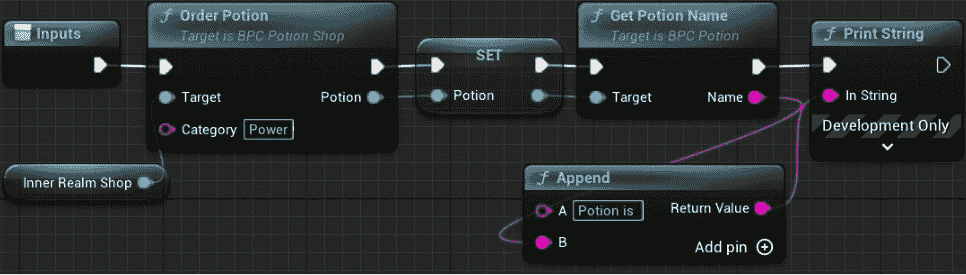 Inputs
Order Potion
Target is BPC Potion Shop
Target
Potion
Category Power
Inner Realm Shop
SET
Potion
Get Potion Name
Target is BPC Potion
Target
Name
Print String
In String
Development Only
Append
A Potion is
Return Value
B
Add pin